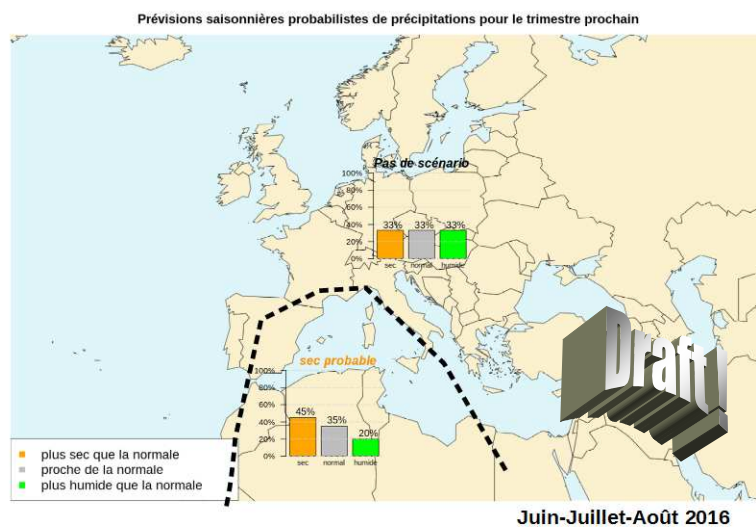 Prévisions saisonnières probabilistes de précipitations pour le trimestre prochain
Pas de scénario
100%
80%
60%
40%
20%
0%
33% 33% 33%
sec normal humide
Draft !
sec probable
100%
80%
60%
40%
20%
0%
45% 35% 20%
sec normal humide
plus sec que la normale
proche de la normale
plus humide que la normale
Juin-Juillet-Août 2016